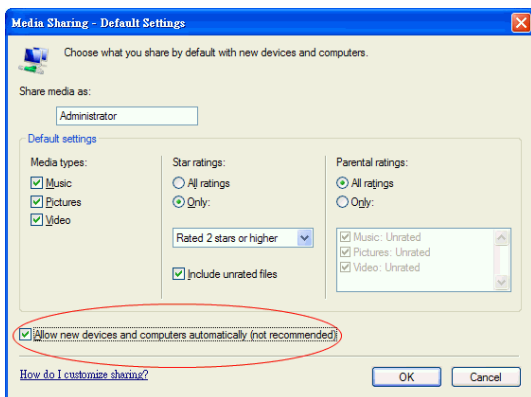 Media Sharing - Default Settings
Choose what you share by default with new devices and computers.
Share media as:
Administrator
Default settings
Media types:
Music
Pictures
Video
Star ratings:
All ratings
Only:
Rated 2 stars or higher
Include unrated files
Parental ratings:
All ratings
Only:
Music: Unrated
Pictures: Unrated
Video: Unrated
Allow new devices and computers automatically (not recommended)
How do I customize sharing?
OK
Cancel